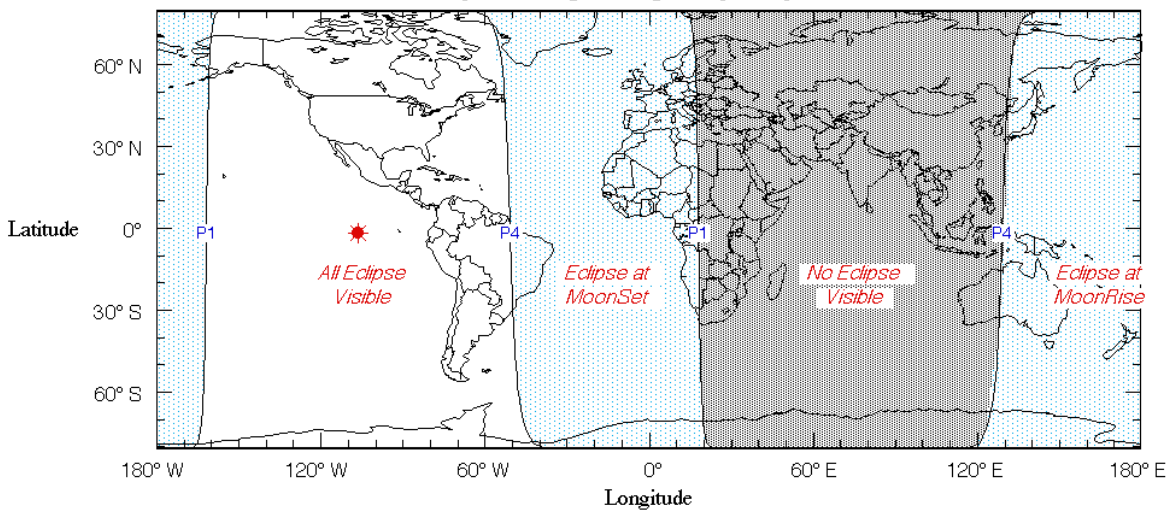 60° N
30° N
Latitude
0°
P1
P4
P1
P4
All Eclipse
Visible
Eclipse at
MoonSet
No Eclipse
Visible
Eclipse at
MoonRise
30° S
60° S
180° W
120° W
60° W
0°
60° E
120° E
180° E
Longitude